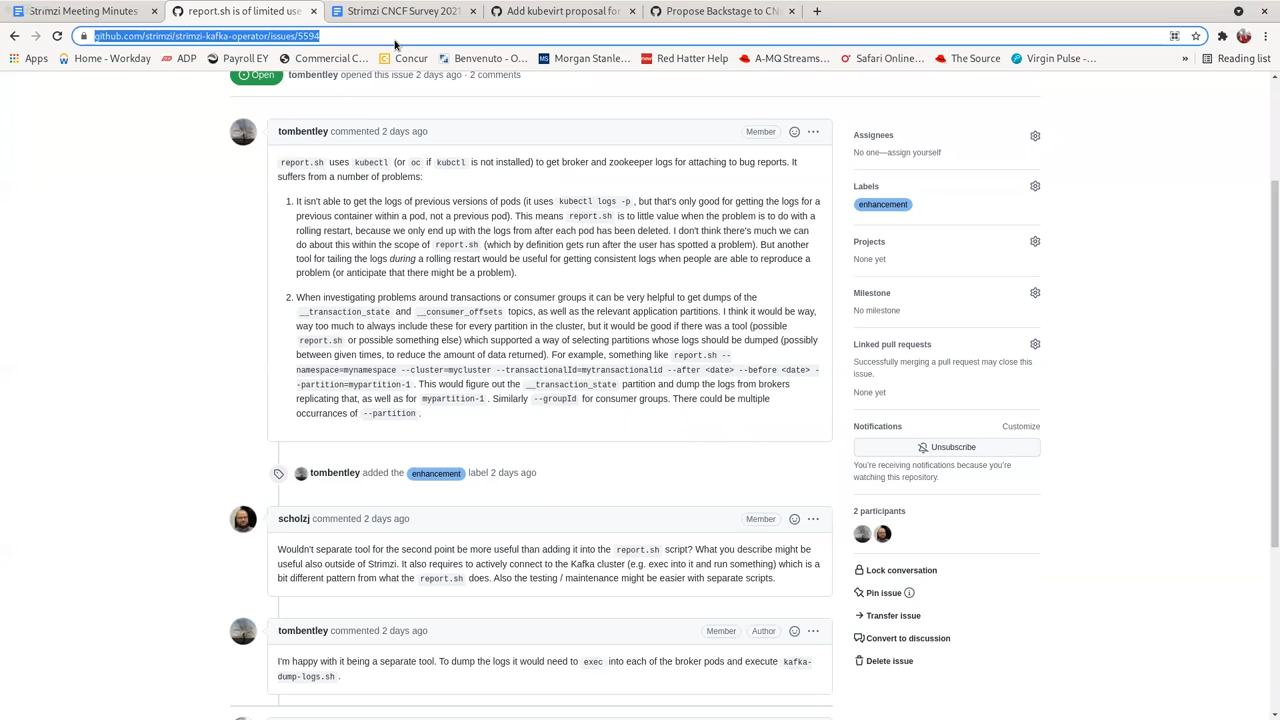 Strimzi Meeting Minutes
report.sh is of limited use
Strimzi CNCF Survey 2021
Add kubevirt proposal for
Propose Backstage to CN
github.com/strimzi/strimzi-kafka-operator/issues/5594
Apps
Home - Workday
ADP
Payroll EY
Commercial C...
Concur
Benvenuto - O...
Morgan Stanle...
Red Hatter Help
A-MQ Streams...
Safari Online...
The Source
Virgin Pulse -...
»
Reading list
Open tombentley opened this issue 2 days ago · 2 comments
tombentley commented 2 days ago
Member
report.sh uses kubectl (or oc if kubctl is not installed) to get broker and zookeeper logs for attaching to bug reports. It
suffers from a number of problems:
1. It isn't able to get the logs of previous versions of pods (it uses kubectl logs -p, but that's only good for getting the logs for a
previous container within a pod, not a previous pod). This means report.sh is to little value when the problem is to do with a
rolling restart, because we only end up with the logs from after each pod has been deleted. I don't think there's much we can
do about this within the scope of report.sh (which by definition gets run after the user has spotted a problem). But another
tool for tailing the logs during a rolling restart would be useful for getting consistent logs when people are able to reproduce a
problem (or anticipate that there might be a problem).
2. When investigating problems around transactions or consumer groups it can be very helpful to get dumps of the
__transaction_state and __consumer_offsets topics, as well as the relevant application partitions. I think it would be way,
way too much to always include these for every partition in the cluster, but it would be good if there was a tool (possible
report.sh or possible something else) which supported a way of selecting partitions whose logs should be dumped (possibly
between given times, to reduce the amount of data returned). For example, something like report.sh --
namespace=mynamespace --cluster=mycluster --transactionalId=mytransactionalid --after <date> --before <date> -
-partition=mypartition-1. This would figure out the __transaction_state partition and dump the logs from brokers
replicating that, as well as for mypartition-1. Similarly --groupId for consumer groups. There could be multiple
occurrances of --partition.
tombentley added the enhancement label 2 days ago
scholzj commented 2 days ago
Member
Wouldn't separate tool for the second point be more useful than adding it into the report.sh script? What you describe might be
useful also outside of Strimzi. It also requires to actively connect to the Kafka cluster (e.g. exec into it and run something) which is a
bit different pattern from what the report.sh does. Also the testing / maintenance might be easier with separate scripts.
tombentley commented 2 days ago
Member
Author
I'm happy with it being a separate tool. To dump the logs it would need to exec into each of the broker pods and execute kafka-
dump-logs.sh.
Assignees
No one—assign yourself
Labels
enhancement
Projects
None yet
Milestone
No milestone
Linked pull requests
Successfully merging a pull request may close this
issue.
None yet
Notifications
Customize
Unsubscribe
You're receiving notifications because you're
watching this repository.
2 participants
Lock conversation
Pin issue
Transfer issue
Convert to discussion
Delete issue